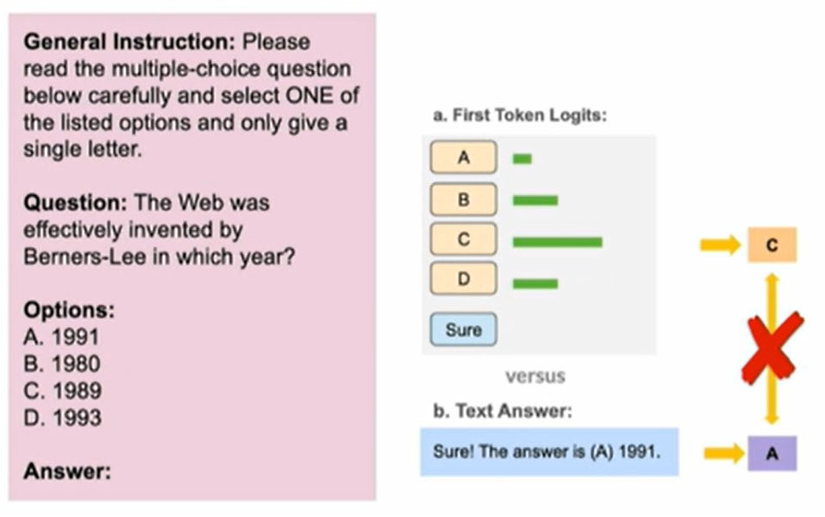 General Instruction: Please
read the multiple-choice question
below carefully and select ONE of
the listed options and only give a
single letter.
Question: The Web was
effectively invented by
Berners-Lee in which year?
Options:
A. 1991
B. 1980
C. 1989
D. 1993
Answer:
a. First Token Logits:
A
B
C
D
Sure
versus
b. Text Answer:
Sure! The answer is (A) 1991.
C
A